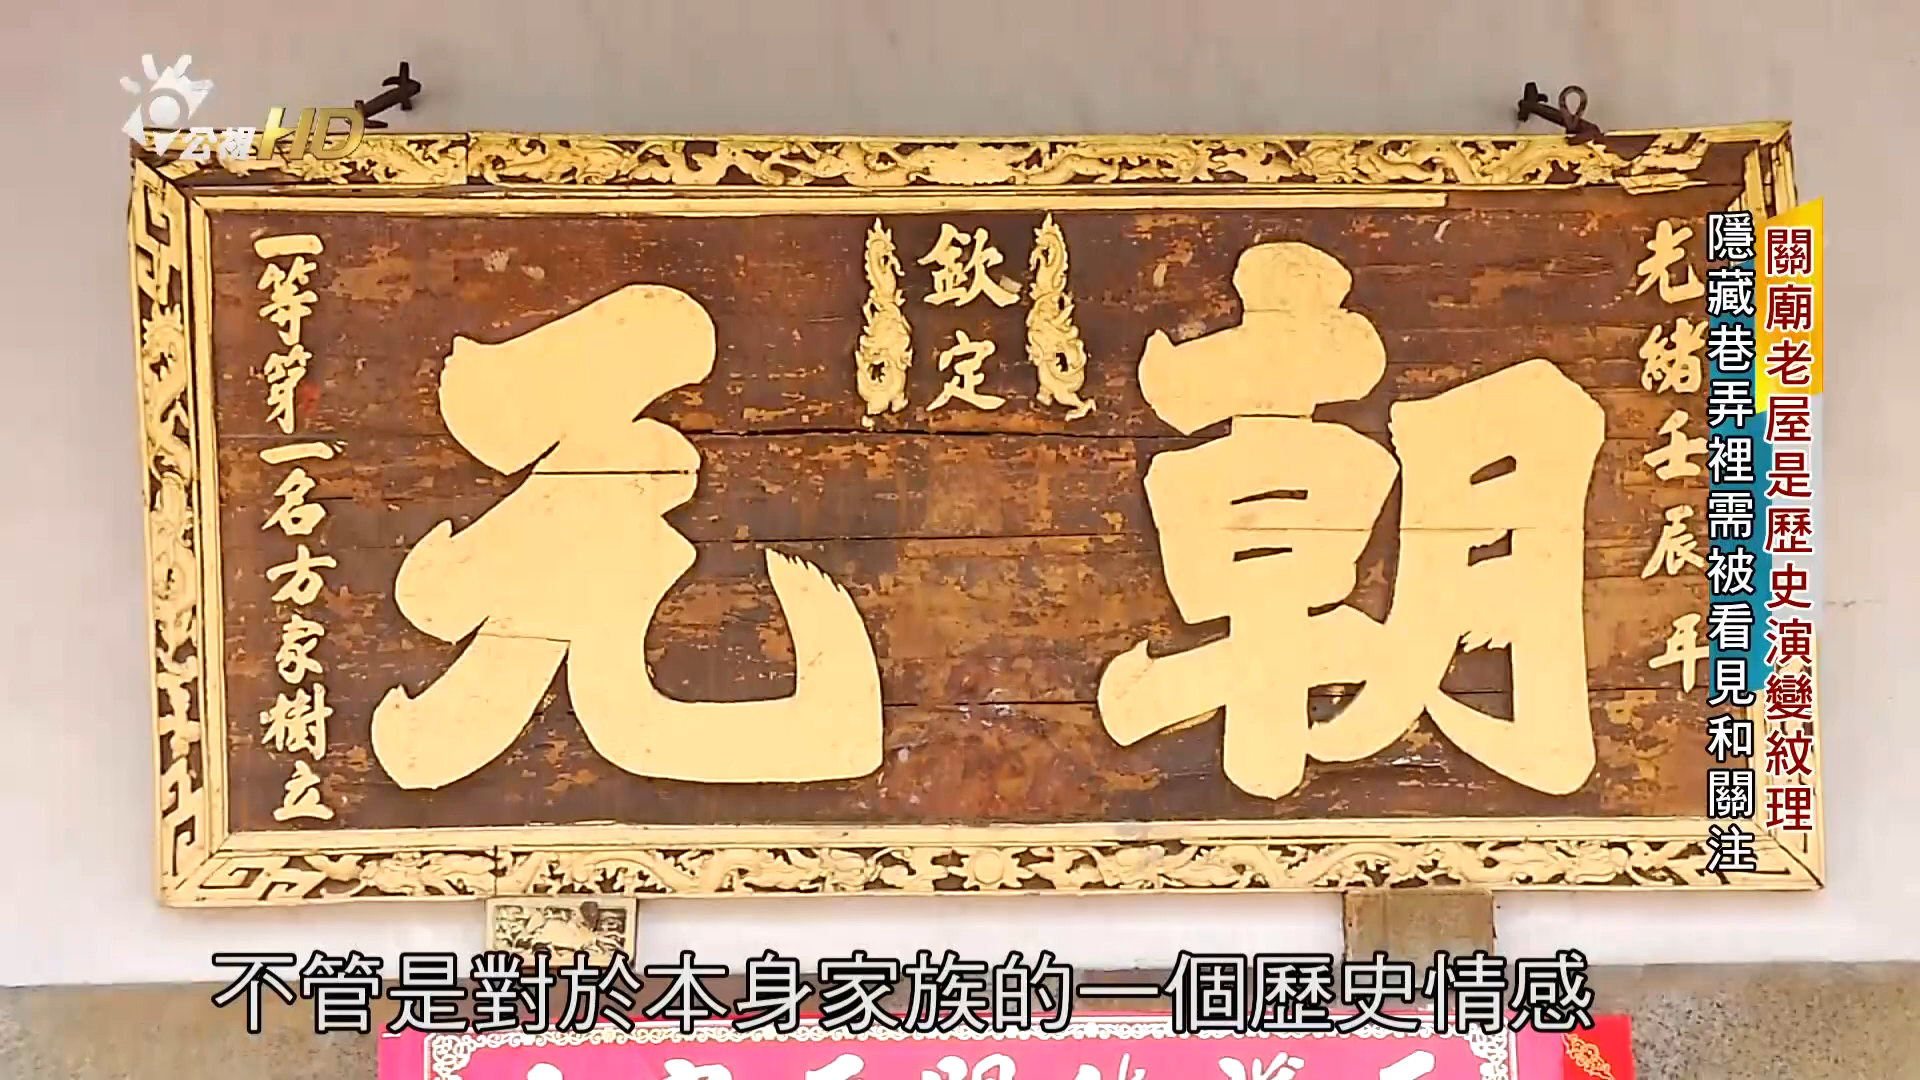 公視HD
關廟老屋是歷史演變紋理
隱藏巷弄裡需被看見和關注
光緒壬辰年
欽定
朝元
一等第一名方家樹立
不管是對於本身家族的一個歷史情感